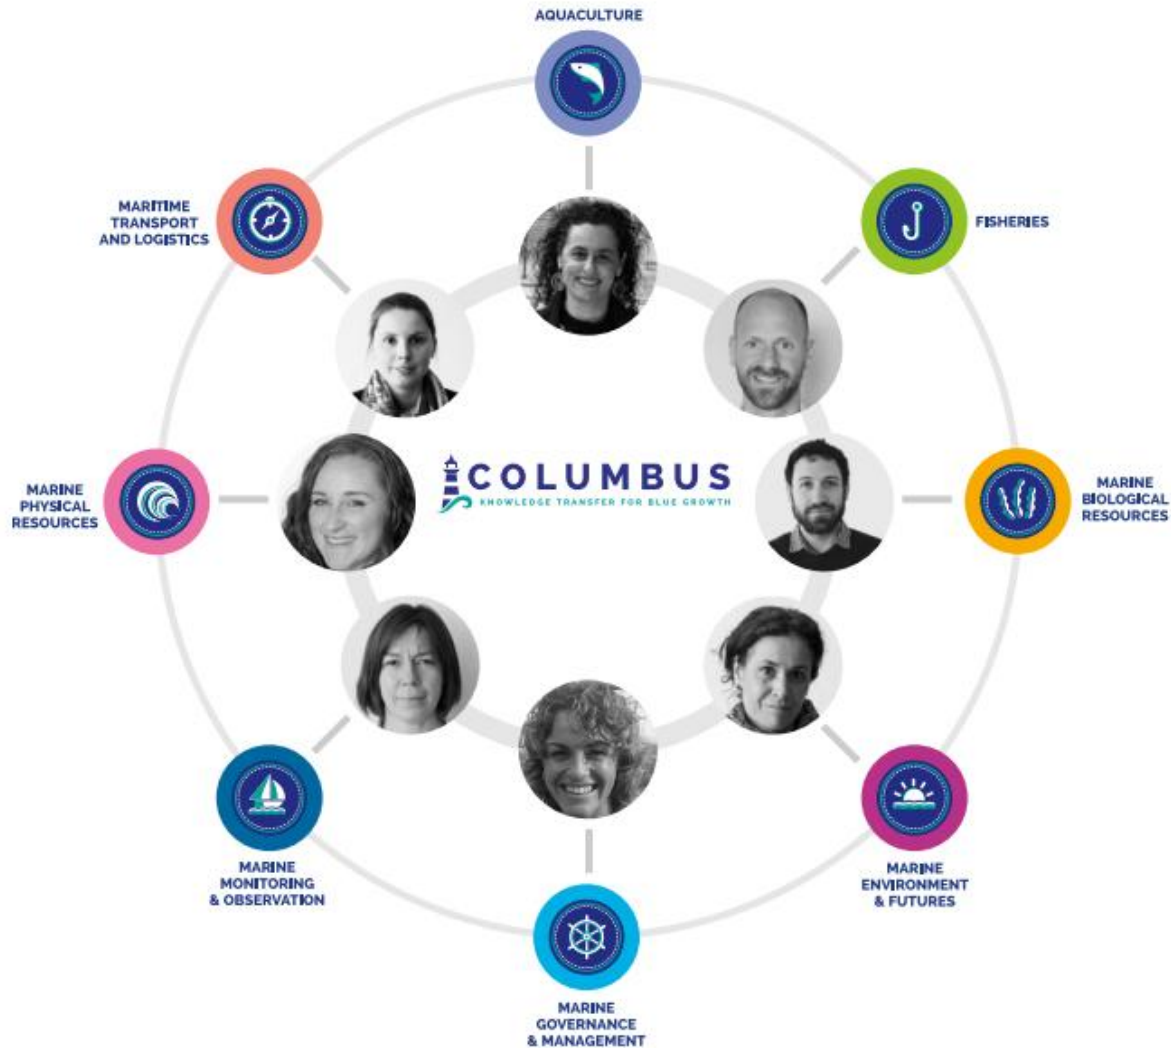 AQUACULTURE
MARITIME
TRANSPORT
AND LOGISTICS
FISHERIES
COLUMBUS
KNOWLEDGE TRANSFER FOR BLUE GROWTH
MARINE
PHYSICAL
RESOURCES
MARINE
BIOLOGICAL
RESOURCES
MARINE
MONITORING
& OBSERVATION
MARINE
ENVIRONMENT
& FUTURES
MARINE
GOVERNANCE
& MANAGEMENT